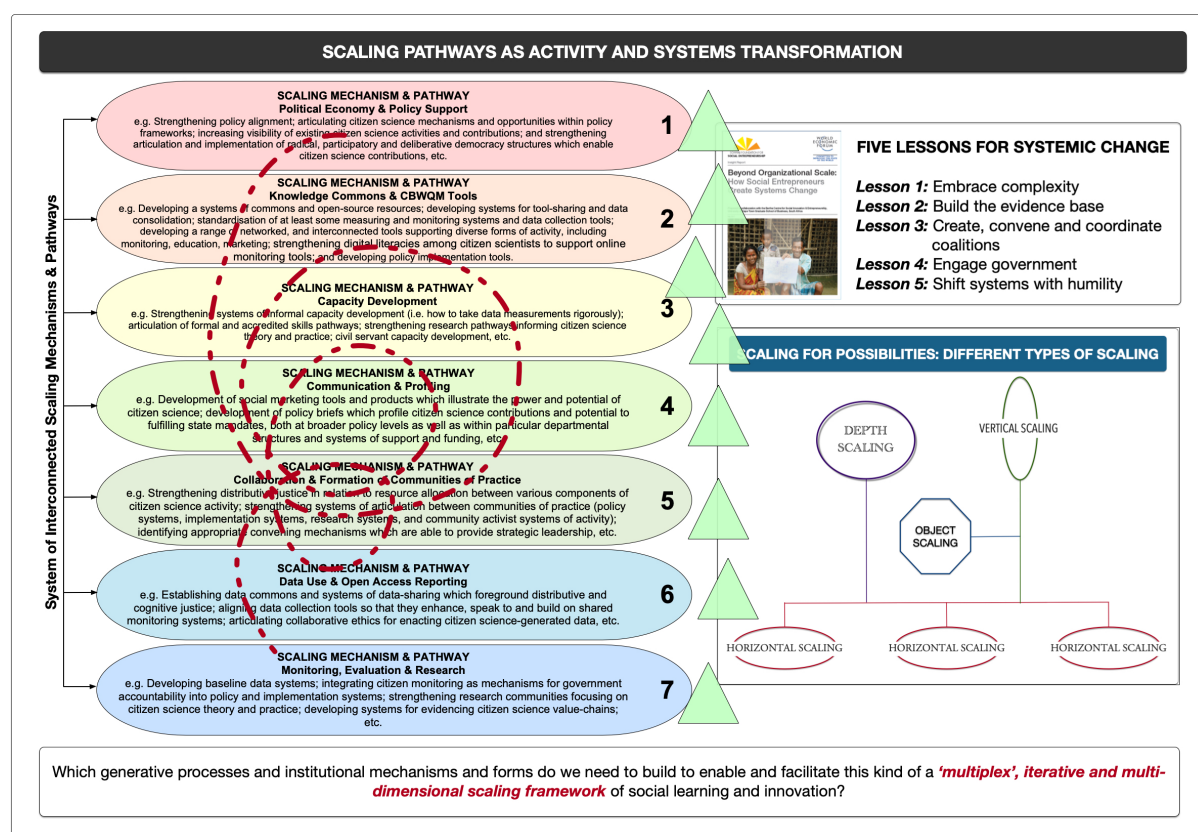 SCALING PATHWAYS AS ACTIVITY AND SYSTEMS TRANSFORMATION
System of Interconnected Scaling Mechanisms & Pathways
SCALING MECHANISM & PATHWAY
Political Economy & Policy Support
e.g. Strengthening policy alignment; articulating citizen science mechanisms and opportunities within policy
frameworks; increasing visibility of existing citizen science activities and contributions; and strengthening
articulation and implementation of radical, participatory and deliberative democracy structures which enable
citizen science contributions, etc.
1
SCALING MECHANISM & PATHWAY
Knowledge Commons & CBWQM Tools
e.g. Developing a systems of commons and open-source resources; developing systems for tool-sharing and data
consolidation; standardisation of at least some measuring and monitoring systems and data collection tools;
developing a range of networked, and interconnected tools supporting diverse forms of activity, including
monitoring, education, marketing; strengthening digital literacies among citizen scientists to support online
monitoring tools; and developing policy implementation tools.
2
SCALING MECHANISM & PATHWAY
Capacity Development
e.g. Strengthening systems of informal capacity development (i.e. how to take data measurements rigorously);
articulation of formal and accredited skills pathways; strengthening research pathways informing citizen science
theory and practice; civil servant capacity development, etc.
3
SCALING MECHANISM & PATHWAY
Communication & Profiling
e.g. Development of social marketing tools and products which illustrate the power and potential of
citizen science; development of policy briefs which profile citizen science contributions and potential to
fulfilling state mandates, both at broader policy levels as well as within particular departmental
structures and systems of support and funding, etc
4
SCALING MECHANISM & PATHWAY
Collaboration & Formation of Communities of Practice
e.g. Strengthening distributive justice in relation to resource allocation between various components of
citizen science activity; strengthening systems of articulation between communities of practice (policy
systems, implementation systems, research systems, and community activist systems of activity);
identifying appropriate convening mechanisms which are able to provide strategic leadership, etc.
5
SCALING MECHANISM & PATHWAY
Data Use & Open Access Reporting
e.g. Establishing data commons and systems of data-sharing which foreground distributive and
cognitive justice; aligning data collection tools so that they enhance, speak to and build on shared
monitoring systems; articulating collaborative ethics for enacting citizen science-generated data, etc.
6
SCALING MECHANISM & PATHWAY
Monitoring, Evaluation & Research
e.g. Developing baseline data systems; integrating citizen monitoring as mechanisms for government
accountability into policy and implementation systems; strengthening research communities focusing on
citizen science theory and practice; developing systems for evidencing citizen science value-chains;
etc.
7
SOCIAL ENTREPRENEURSHIP
WORLD
ECONOMIC
FORUM
Beyond Organizational Scale:
How Social Entrepreneurs
Create Systems Change
FIVE LESSONS FOR SYSTEMIC CHANGE
Lesson 1: Embrace complexity
Lesson 2: Build the evidence base
Lesson 3: Create, convene and coordinate
coalitions
Lesson 4: Engage government
Lesson 5: Shift systems with humility
SCALING FOR POSSIBILITIES: DIFFERENT TYPES OF SCALING
DEPTH
SCALING
VERTICAL SCALING
OBJECT
SCALING
HORIZONTAL SCALING
HORIZONTAL SCALING
HORIZONTAL SCALING
Which generative processes and institutional mechanisms and forms do we need to build to enable and facilitate this kind of a ‘multiplex’, iterative and multi-
dimensional scaling framework of social learning and innovation?